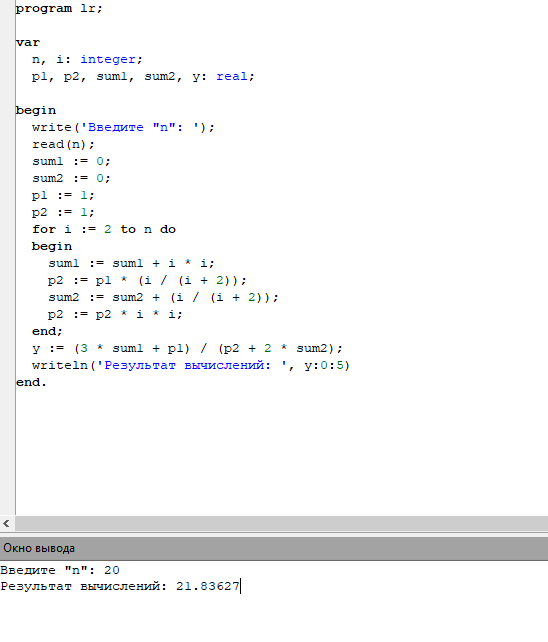 program lr;
var
n, i: integer;
p1, p2, sum1, sum2, y: real;
begin
write('Введите "n": ');
read(n);
sum1 := 0;
sum2 := 0;
p1 := 1;
p2 := 1;
for i := 2 to n do
begin
sum1 := sum1 + i * i;
p2 := p1 * (i / (i + 2));
sum2 := sum2 + (i / (i + 2));
p2 := p2 * i * i;
end;
y := (3 * sum1 + p1) / (p2 + 2 * sum2);
writeln('Результат вычислений: ', y:0:5)
end.
Окно вывода
Введите "n": 20
Результат вычислений: 21.83627